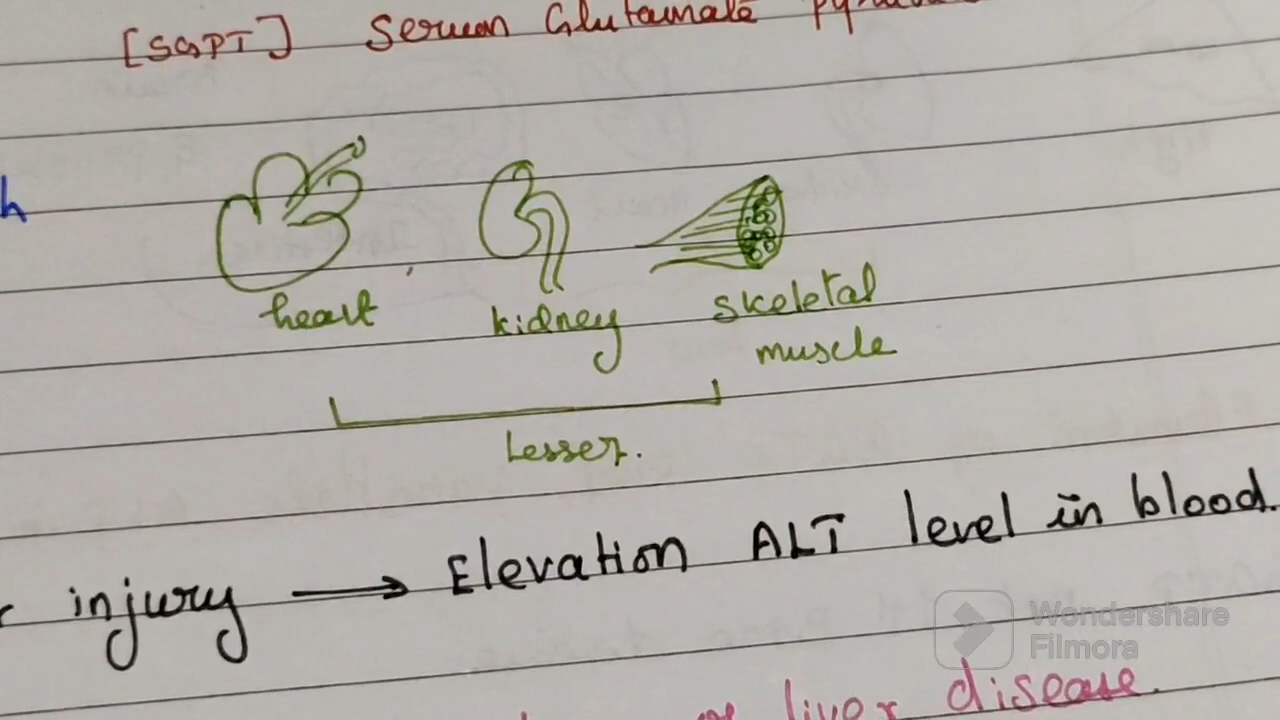 [SGPT] Serum Glutamate
h
heart kidney skeletal
muscle
Lesser.
injury → Elevation ALT level in blood.
Wondershare
Filmora
liver disease.